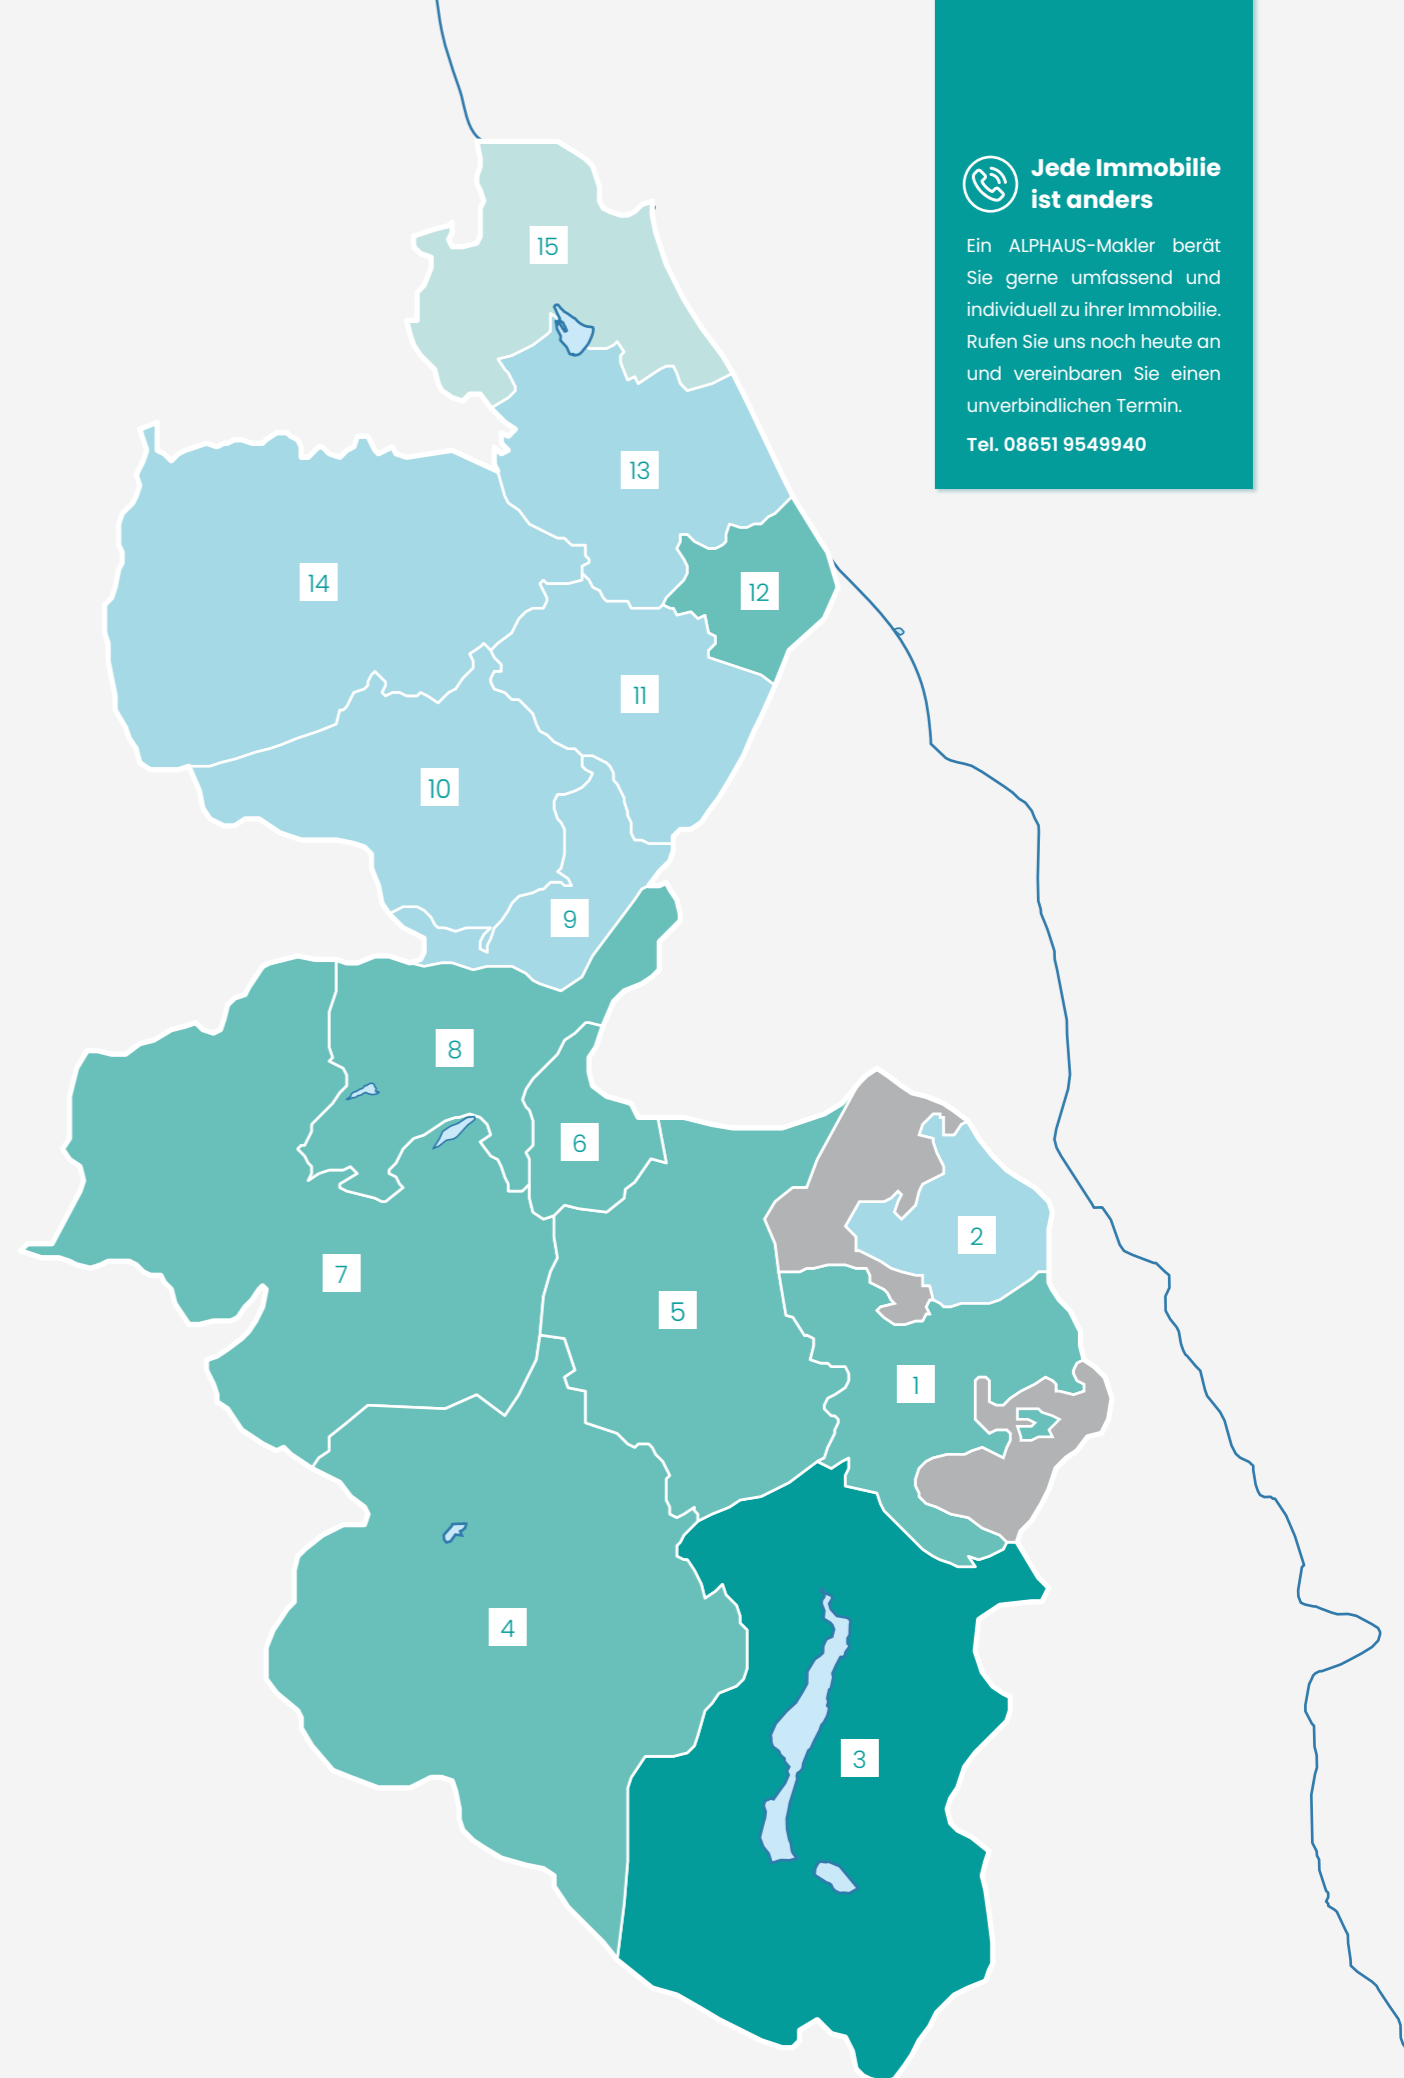 Jede Immobilie
ist anders
Ein ALPHAUS-Makler berät
Sie gerne umfassend und
individuell zu ihrer Immobilie.
Rufen Sie uns noch heute an
und vereinbaren Sie einen
unverbindlichen Termin.
Tel. 08651 9549940
15
13
14
12
11
10
9
8
6
2
7
5
1
4
3